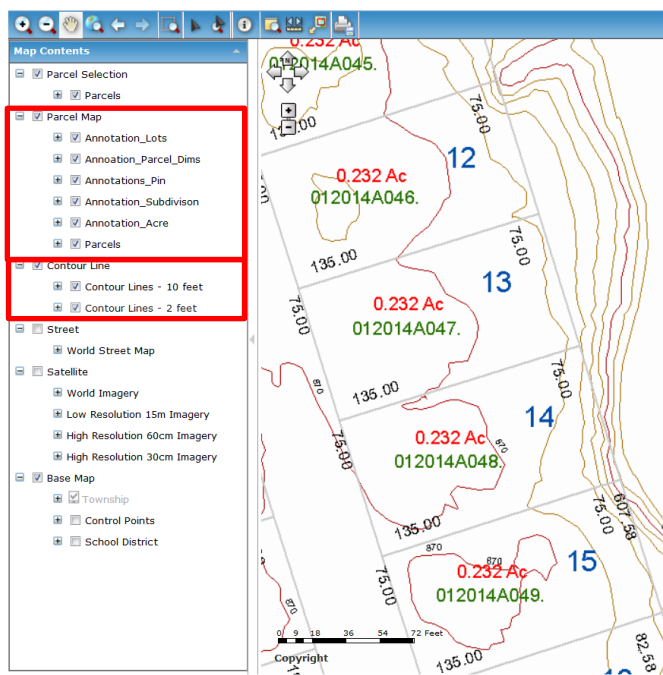 Map Contents
Parcel Selection
Parcels
Parcel Map
Annotation_Lots
Annoation_Parcel_Dims
Annotations_Pin
Annotation_Subdivison
Annotation_Acre
Parcels
Contour Line
Contour Lines - 10 feet
Contour Lines - 2 feet
Street
World Street Map
Satellite
World Imagery
Low Resolution 15m Imagery
High Resolution 60cm Imagery
High Resolution 30cm Imagery
Base Map
Township
Control Points
School District
0.232 Ac
012014A045.
N
75.00
12
0.232 Ac
012014A046.
135.00
75.00
13
75.00
0.232 Ac
012014A047.
870
135.00
75.00
14
75.00
0.232 Ac
870
012014A048.
135.00
607.58
75.00
870
870
15
75.00
0.232 Ac
012014A049.
870
0 9 18 36 54 72 Feet
82.58
Copyright
135.00